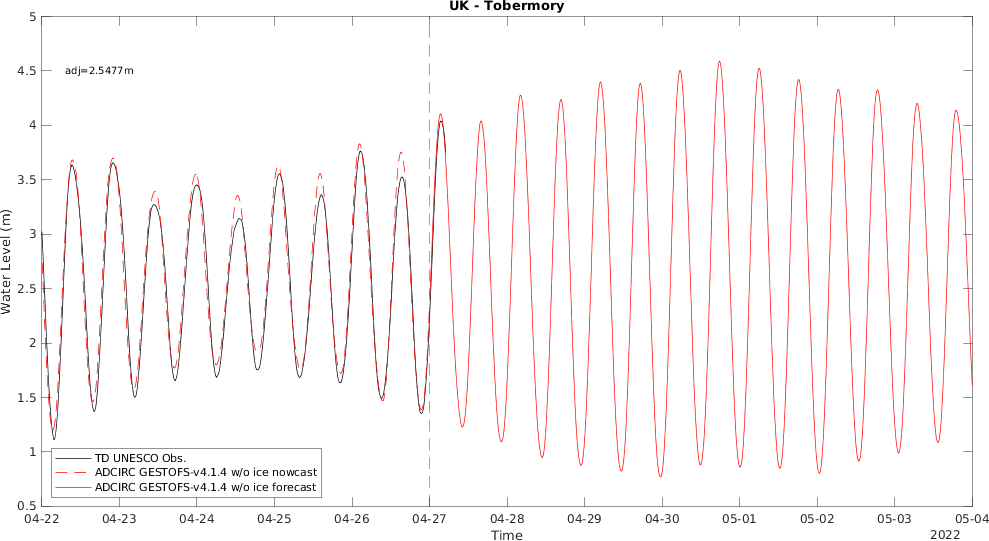 UK - Tobermory
5
4.5
4
3.5
3
2.5
2
1.5
1
0.5
Water Level (m)
adj=2.5477m
TD UNESCO Obs.
ADCIRC GESTOFS-v4.1.4 w/o ice nowcast
ADCIRC GESTOFS-v4.1.4 w/o ice forecast
04-22 04-23 04-24 04-25 04-26 04-27 04-28 04-29 04-30 05-01 05-02 05-03 05-04
Time
2022